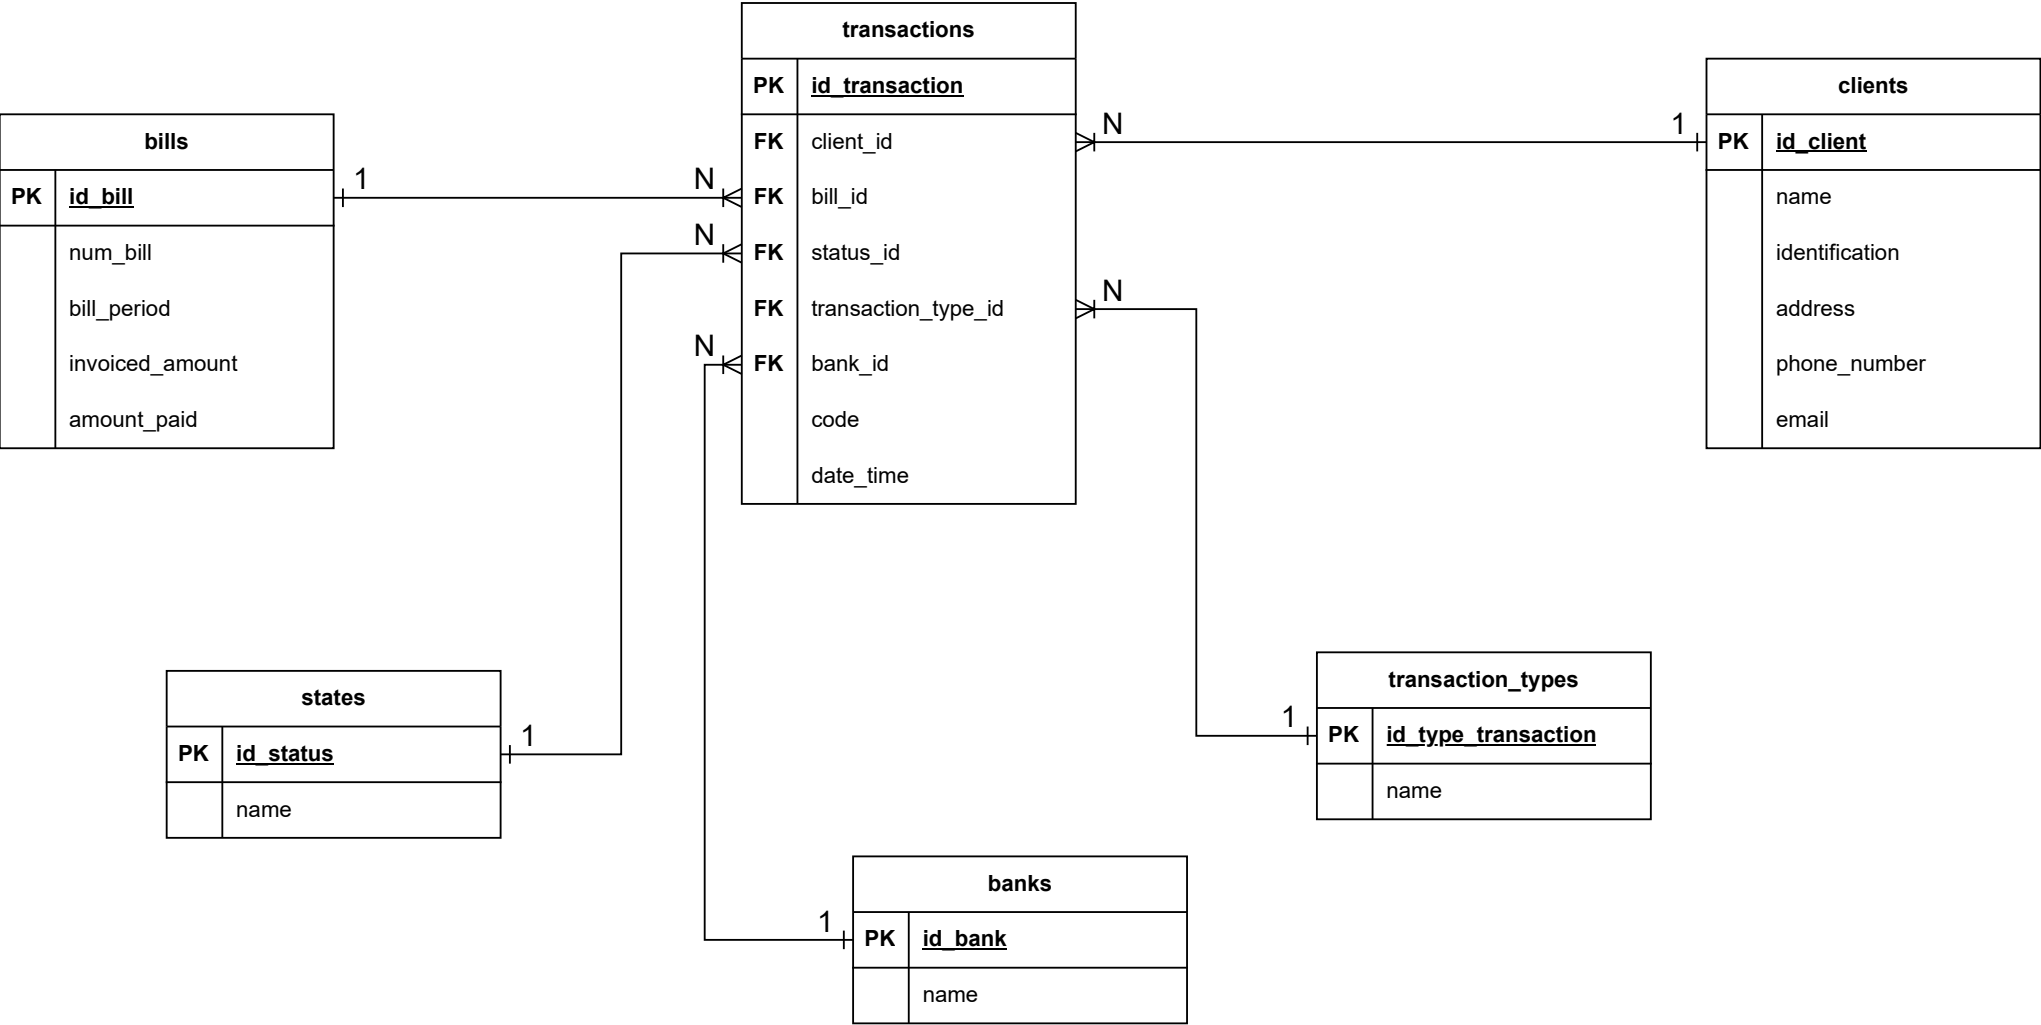 transactions
PK id_transaction
FK client_id
FK bill_id
FK status_id
FK transaction_type_id
FK bank_id
code
date_time
N
N
N
N
N
clients
1
PK id_client
name
identification
address
phone_number
email
bills
PK id_bill
1
num_bill
bill_period
invoiced_amount
amount_paid
states
PK id_status
1
name
transaction_types
1
PK id_type_transaction
name
banks
1
PK id_bank
name